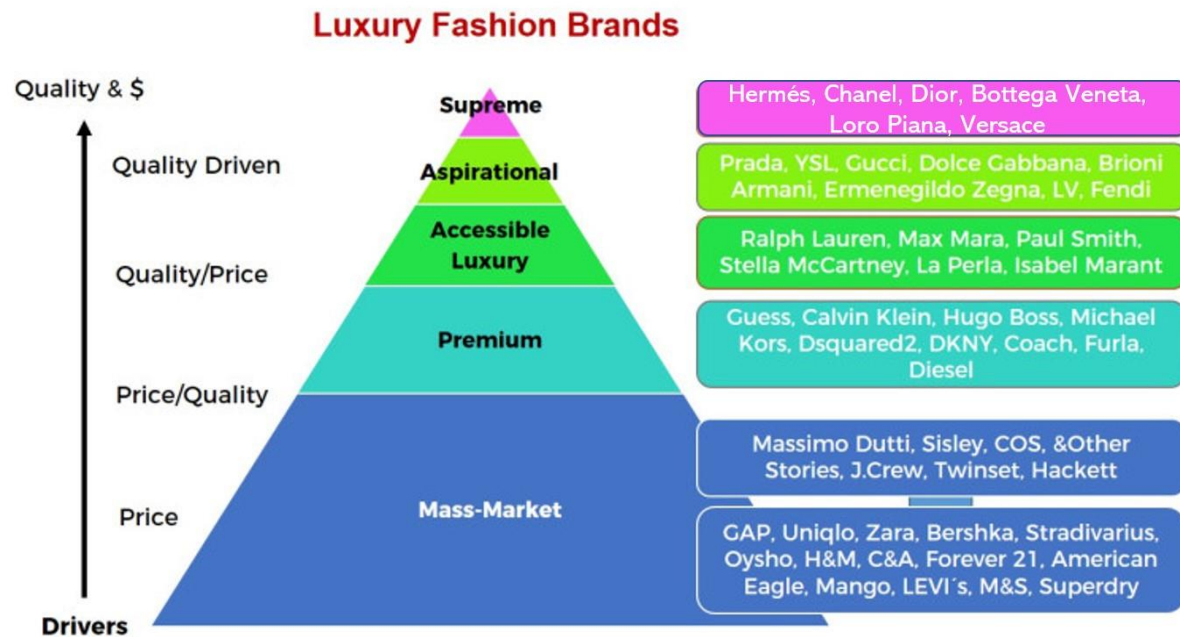 Luxury Fashion Brands
Quality & $
Quality Driven
Quality/Price
Price/Quality
Price
Drivers
Supreme
Aspirational
Accessible
Luxury
Premium
Mass-Market
Hermés, Chanel, Dior, Bottega Veneta,
Loro Piana, Versace
Prada, YSL, Gucci, Dolce Gabbana, Brioni
Armani, Ermenegildo Zegna, LV, Fendi
Ralph Lauren, Max Mara, Paul Smith,
Stella McCartney, La Perla, Isabel Marant
Guess, Calvin Klein, Hugo Boss, Michael
Kors, Dsquared2, DKNY, Coach, Furla,
Diesel
Massimo Dutti, Sisley, COS, &Other
Stories, J.Crew, Twinset, Hackett
GAP, Uniqlo, Zara, Bershka, Stradivarius,
Oysho, H&M, C&A, Forever 21, American
Eagle, Mango, LEVI´s, M&S, Superdry